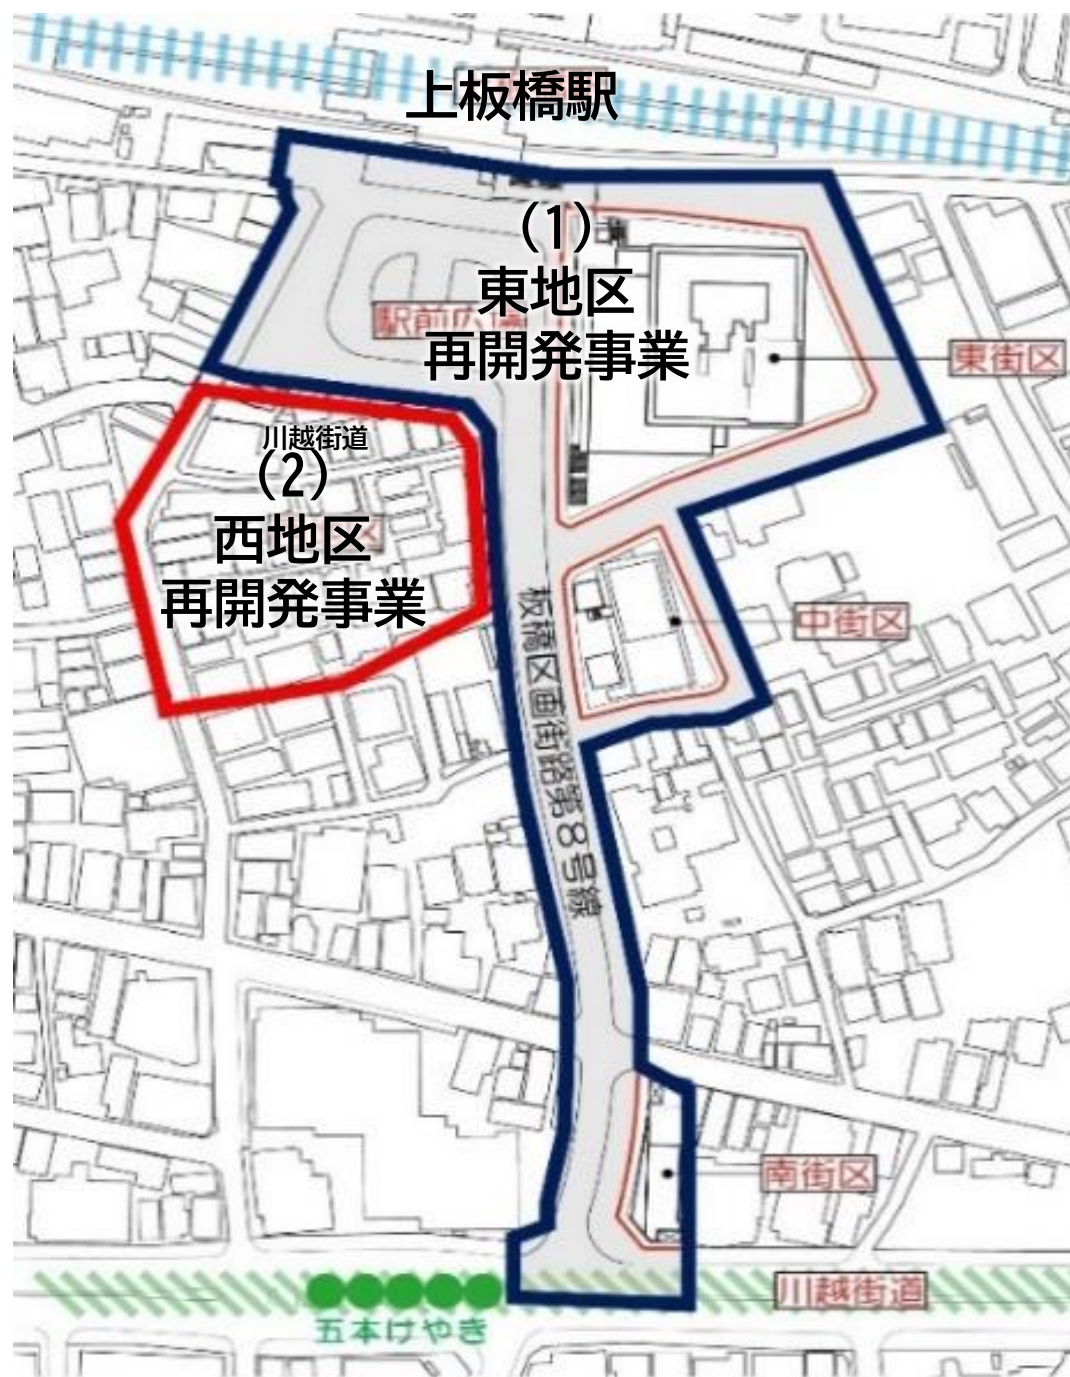 上板橋駅
(1)
東地区
再開発事業
駅前広場
東街区
川越街道
(2)
西地区
再開発事業
中街区
板橋区画街路第8号線
南街区
川越街道
五本けやき